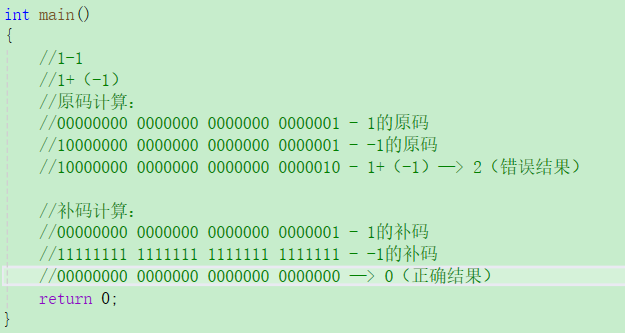 int main()
{
//1-1
//1+（-1）
//原码计算：
//00000000 0000000 0000000 0000001 - 1的原码
//10000000 0000000 0000000 0000001 - -1的原码
//10000000 0000000 0000000 0000010 - 1+（-1）—> 2（错误结果）
//补码计算：
//00000000 0000000 0000000 0000001 - 1的补码
//11111111 1111111 1111111 1111111 - -1的补码
//00000000 0000000 0000000 0000000 —> 0（正确结果）
return 0;
}